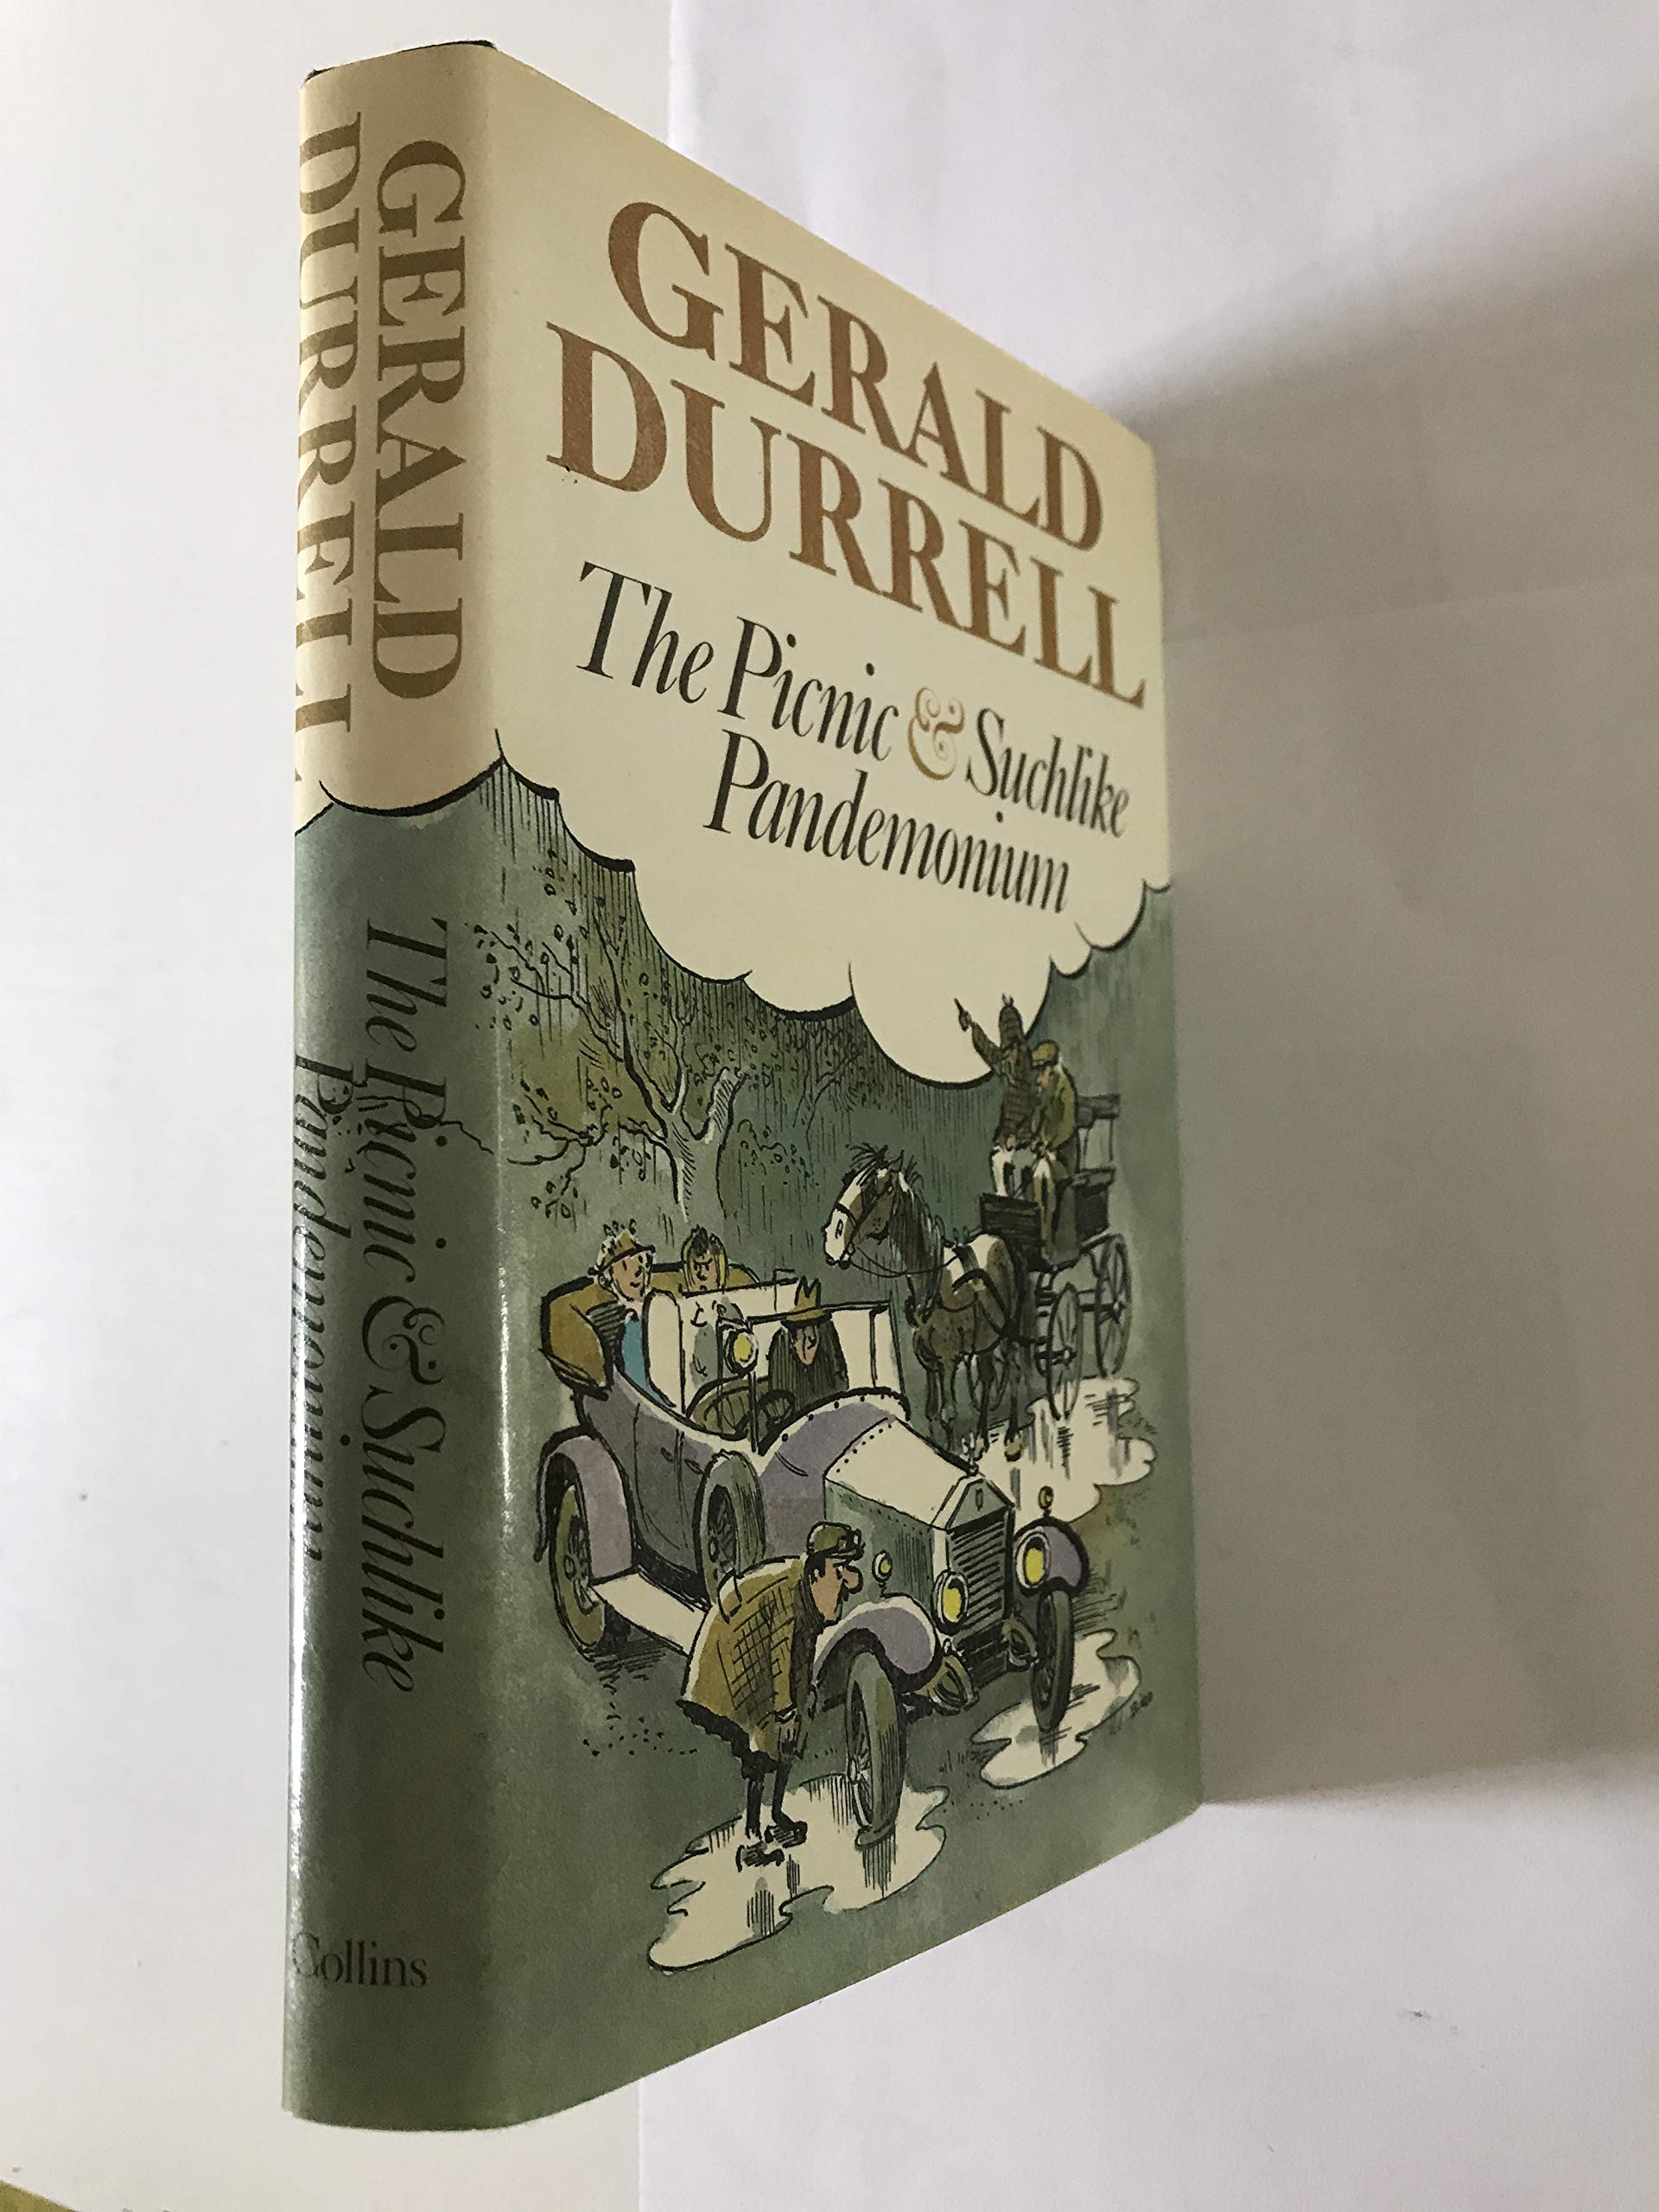 GERALD
DURRELL
The Picnic & Suchlike
Pandemonium
GERALD
DURRELL
The Picnic & Suchlike
Pandemonium
Collins